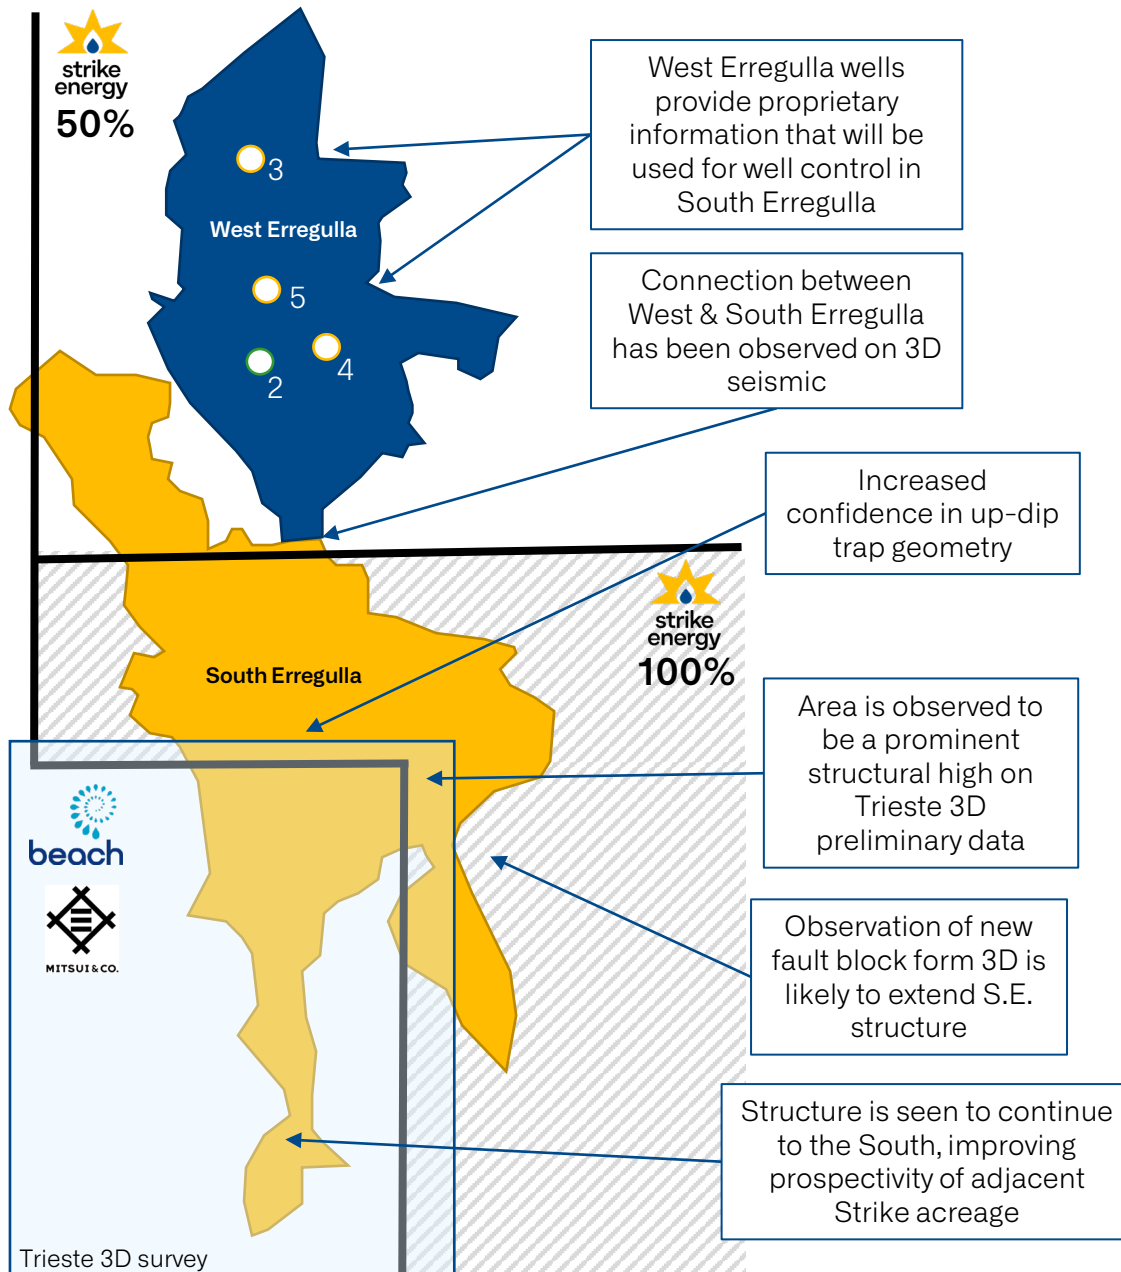 strike
energy
50%
West Erregulla wells
provide proprietary
information that will be
used for well control in
South Erregulla
3
West Erregulla
5
4
2
Connection between
West & South Erregulla
has been observed on 3D
seismic
Increased
confidence in up-dip
trap geometry
strike
energy
100%
South Erregulla
Area is observed to
be a prominent
structural high on
Trieste 3D
preliminary data
beach
MITSUI & CO.
Observation of new
fault block form 3D is
likely to extend S.E.
structure
Structure is seen to continue
to the South, improving
prospectivity of adjacent
Strike acreage
Trieste 3D survey